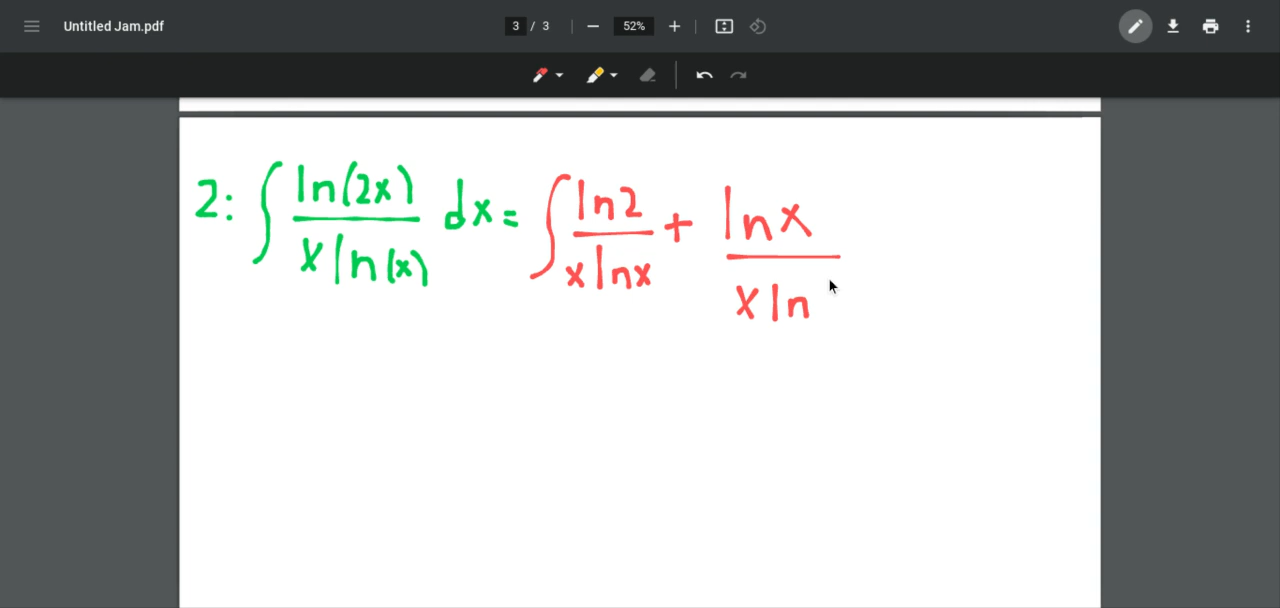 Untitled Jam.pdf 3 / 3 52%
2: ∫ ln(2x) / x ln(x) dx = ∫ ln2 / x lnx + lnx / x ln